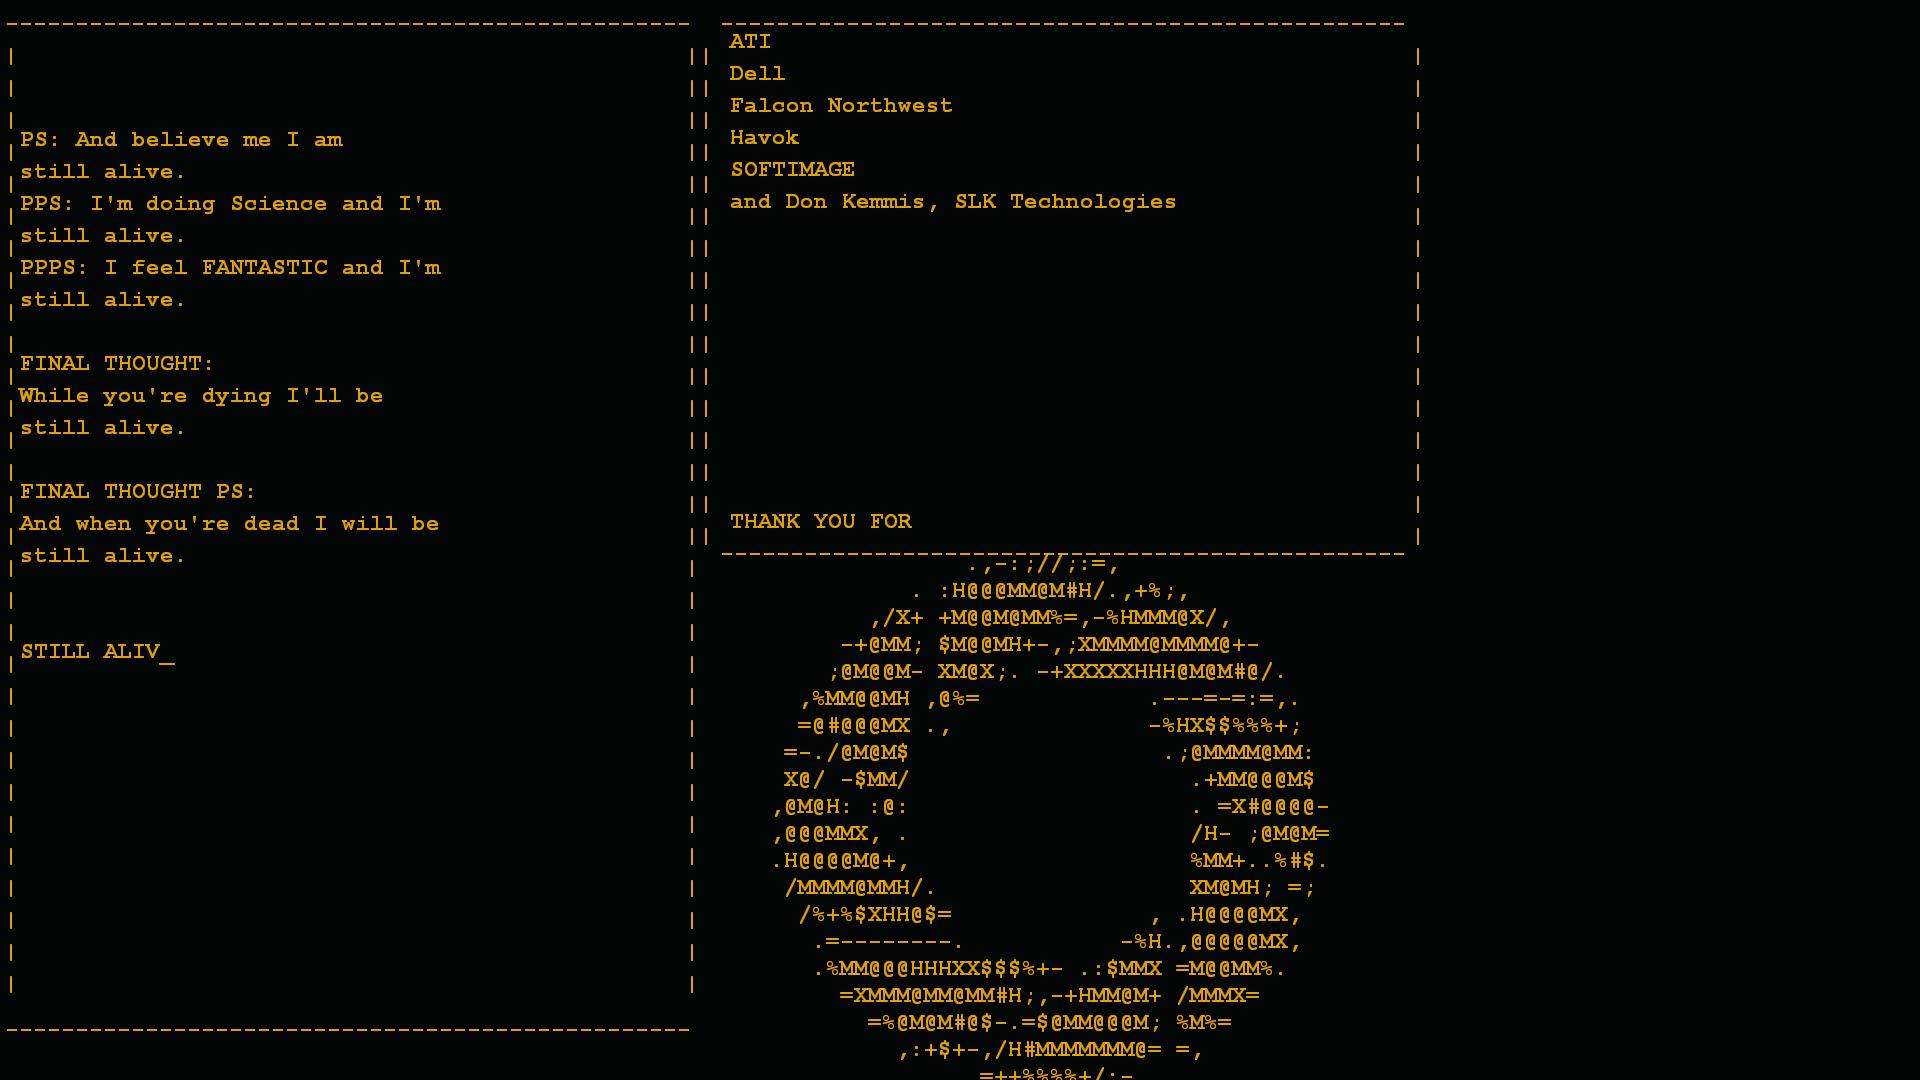 PS: And believe me I am
still alive.
PPS: I'm doing Science and I'm
still alive.
PPPS: I feel FANTASTIC and I'm
still alive.
FINAL THOUGHT:
While you're dying I'll be
still alive.
FINAL THOUGHT PS:
And when you're dead I will be
still alive.
STILL ALIV_
ATI
Dell
Falcon Northwest
Havok
SOFTIMAGE
and Don Kemmis, SLK Technologies
THANK YOU FOR